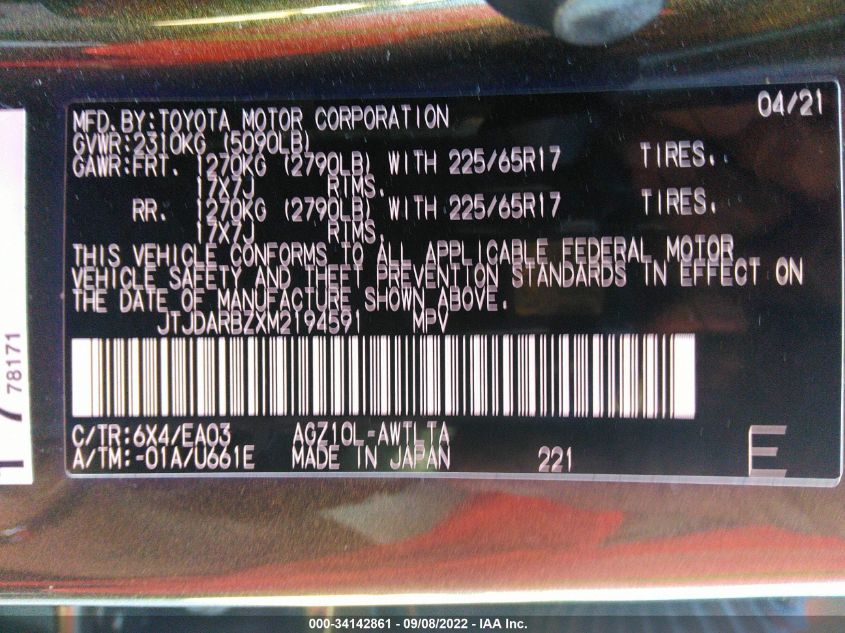 MFD.BY:TOYOTA MOTOR CORPORATION 04/21
GVWR:2310KG (5090LB)
GAWR:FRT. 1270KG (2790LB) WITH 225/65R17 TIRES.
17X7J RIMS.
RR. 1270KG (2790LB) WITH 225/65R17 TIRES.
17X7J RIMS.
THIS VEHICLE CONFORMS TO ALL APPLICABLE FEDERAL MOTOR
VEHICLE SAFETY AND THEFT PREVENTION STANDARDS IN EFFECT ON
THE DATE OF MANUFACTURE SHOWN ABOVE.
JTJDARBZXM2194591 MPV
C/TR:6X4/EA03 AGZ10L-AWTLTA
A/TM:-01A/U661E MADE IN JAPAN 221 E
78171
000-34142861 - 09/08/2022 - IAA Inc.